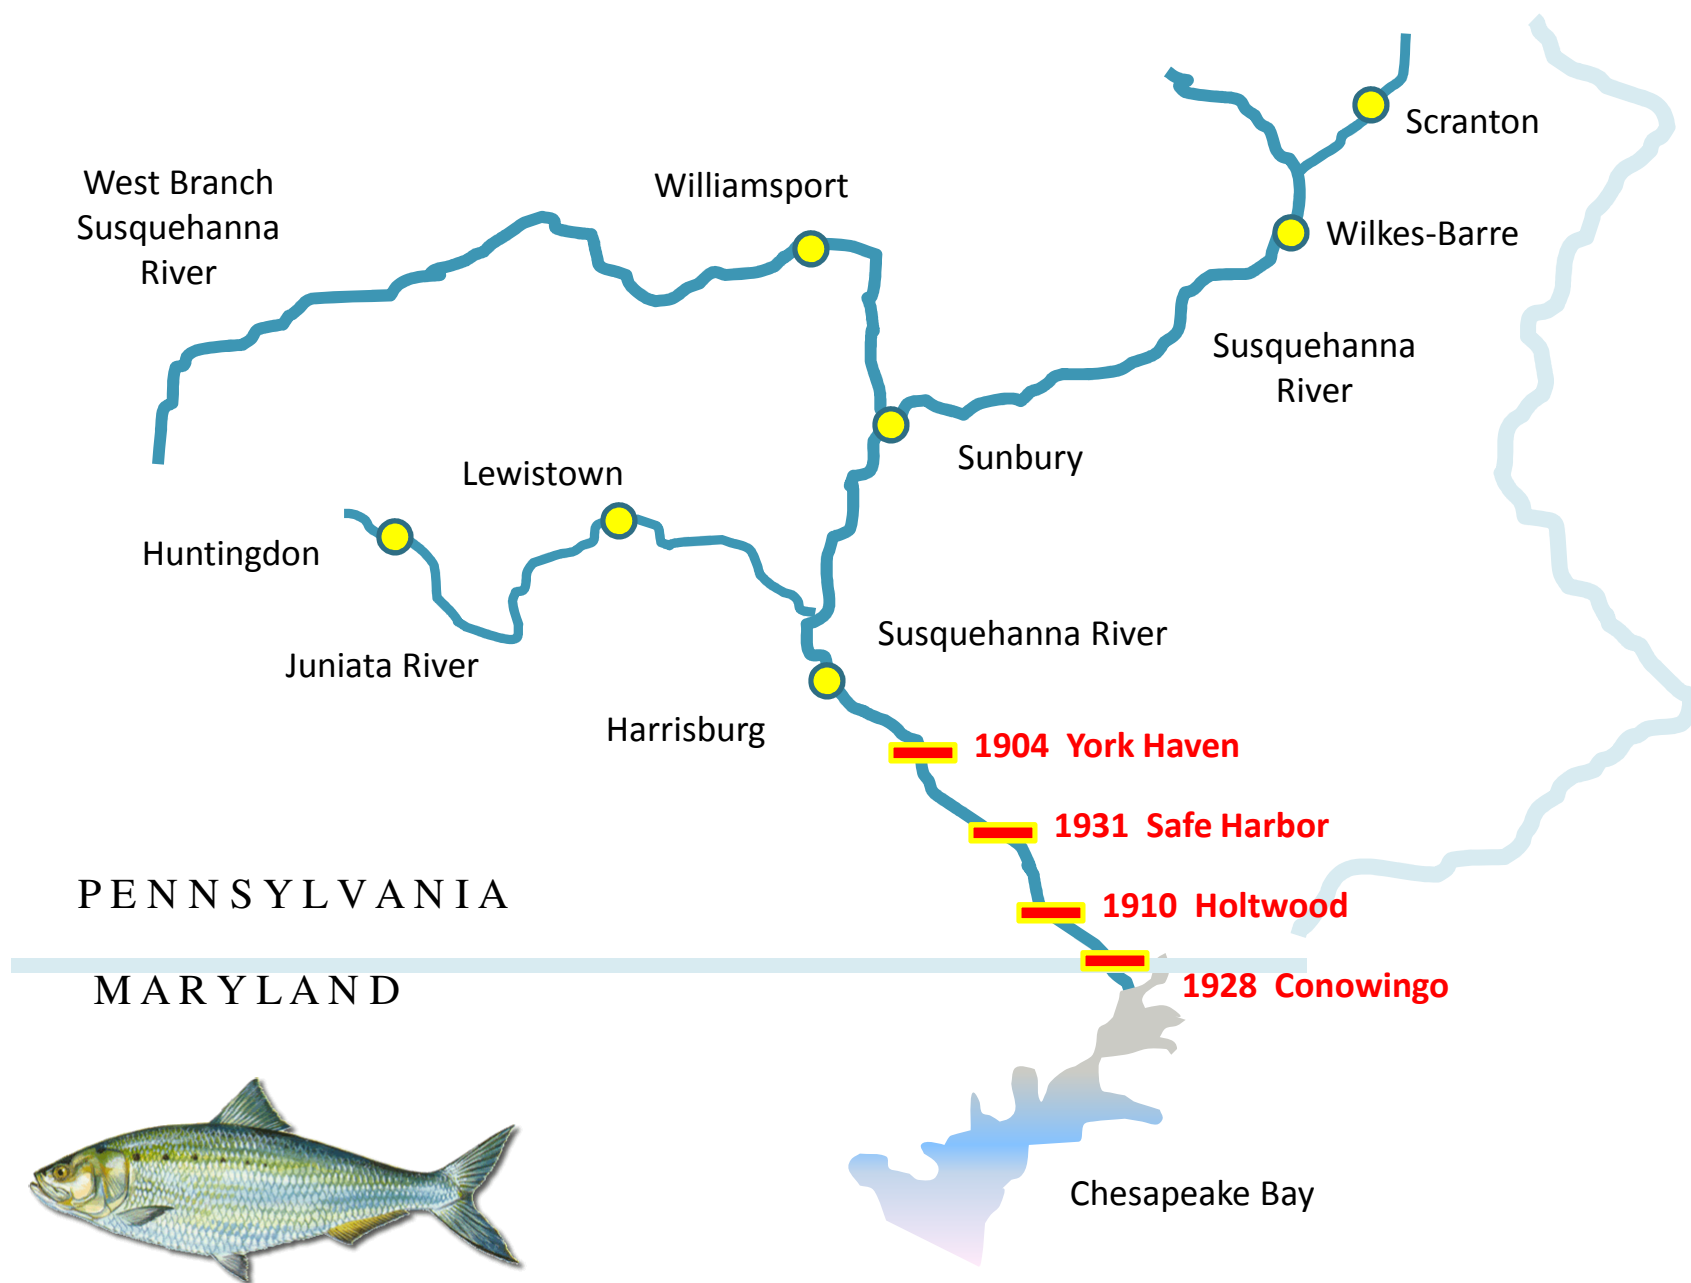 Scranton
West Branch
Susquehanna
River
Williamsport
Wilkes-Barre
Susquehanna
River
Sunbury
Lewistown
Huntingdon
Susquehanna River
Juniata River
Harrisburg
1904 York Haven
1931 Safe Harbor
PENNSYLVANIA
1910 Holtwood
MARYLAND
1928 Conowingo
Chesapeake Bay